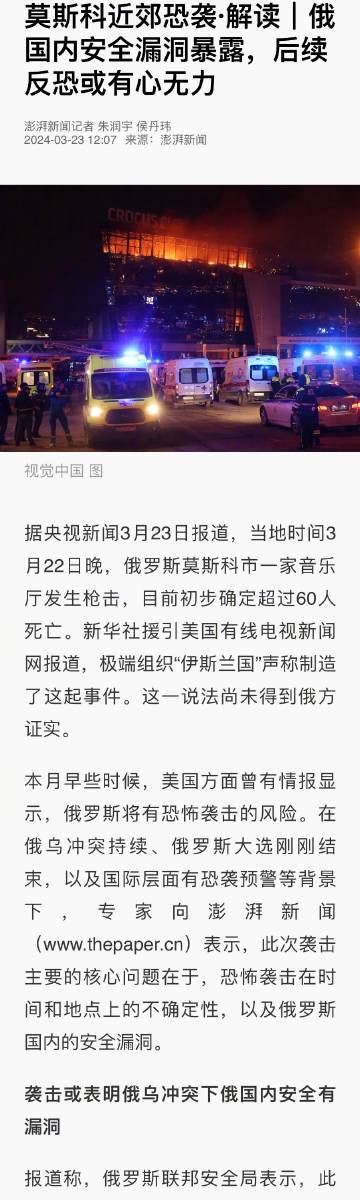 莫斯科近郊恐袭·解读｜俄
国内安全漏洞暴露，后续
反恐或有心无力
澎湃新闻记者 朱润宇 侯丹玮
2024-03-23 12:07 来源：澎湃新闻
CROCUS
视觉中国 图
据央视新闻3月23日报道，当地时间3
月22日晚，俄罗斯莫斯科市一家音乐
厅发生枪击，目前初步确定超过60人
死亡。新华社援引美国有线电视新闻
网报道，极端组织“伊斯兰国”声称制造
了这起事件。这一说法尚未得到俄方
证实。
本月早些时候，美国方面曾有情报显
示，俄罗斯将有恐怖袭击的风险。在
俄乌冲突持续、俄罗斯大选刚刚结
束，以及国际层面有恐袭预警等背景
下，专家向澎湃新闻
（www.thepaper.cn）表示，此次袭击
主要的核心问题在于，恐怖袭击在时
间和地点上的不确定性，以及俄罗斯
国内的安全漏洞。
袭击或表明俄乌冲突下俄国内安全有
漏洞
报道称，俄罗斯联邦安全局表示，此